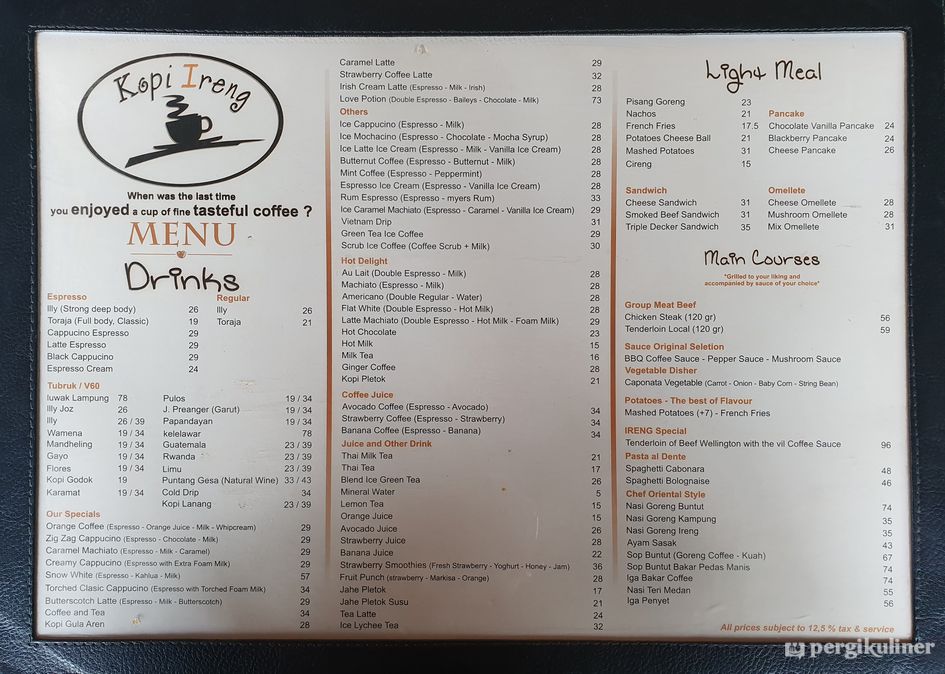 Kopi Ireng
When was the last time
you enjoyed a cup of fine tasteful coffee ?
MENU
Drinks
Espresso
Illy (Strong deep body) 26
Toraja (Full body, Classic) 19
Cappucino Espresso 29
Latte Espresso 29
Black Cappucino 29
Espresso Cream 24
Regular
Illy 26
Toraja 21
Tubruk / V60
luwak Lampung 78
Illy Joz 26
Illy 26 / 39
Wamena 19 / 34
Mandheling 19 / 34
Gayo 19 / 34
Flores 19 / 34
Kopi Godok 19
Karamat 19 / 34
Pulos 19 / 34
J. Preanger (Garut) 19 / 34
Papandayan 19 / 34
kelelawar 78
Guatemala 23 / 39
Rwanda 23 / 39
Limu 23 / 39
Puntang Gesa (Natural Wine) 33 / 43
Cold Drip 34
Kopi Lanang 23 / 39
Our Specials
Orange Coffee (Espresso - Orange Juice - Milk - Whipcream) 29
Zig Zag Cappucino (Espresso - Chocolate - Milk) 29
Caramel Machiato (Espresso - Milk - Caramel) 29
Creamy Cappucino (Espresso with Extra Foam Milk) 29
Snow White (Espresso - Kahlua - Milk) 57
Torched Clasic Cappucino (Espresso with Torched Foam Milk) 34
Butterscotch Latte (Espresso - Milk - Butterscotch) 29
Coffee and Tea 34
Kopi Gula Aren 28
Caramel Latte 29
Strawberry Coffee Latte 32
Irish Cream Latte (Espresso - Milk - Irish) 28
Love Potion (Double Espresso - Baileys - Chocolate - Milk) 73
Others
Ice Cappucino (Espresso - Milk) 28
Ice Mochacino (Espresso - Chocolate - Mocha Syrup) 28
Ice Latte Ice Cream (Espresso - Milk - Vanilla Ice Cream) 28
Butternut Coffee (Espresso - Butternut - Milk) 28
Mint Coffee (Espresso - Peppermint) 28
Espresso Ice Cream (Espresso - Vanilla Ice Cream) 28
Rum Espresso (Espresso - myers Rum) 33
Ice Caramel Machiato (Espresso - Caramel - Vanilla Ice Cream) 29
Vietnam Drip 31
Green Tea Ice Coffee 29
Scrub Ice Coffee (Coffee Scrub + Milk) 30
Hot Delight
Au Lait (Double Espresso - Milk) 28
Machiato (Espresso - Milk) 28
Americano (Double Regular - Water) 28
Flat White (Double Espresso - Hot Milk) 28
Latte Machiato (Double Espresso - Hot Milk - Foam Milk) 29
Hot Chocolate 23
Hot Milk 15
Milk Tea 16
Ginger Coffee 28
Kopi Pletok 21
Coffee Juice
Avocado Coffee (Espresso - Avocado) 34
Strawberry Coffee (Espresso - Strawberry) 34
Banana Coffee (Espresso - Banana) 34
Juice and Other Drink
Thai Milk Tea 21
Thai Tea 17
Blend Ice Green Tea 26
Mineral Water 5
Lemon Tea 15
Orange Juice 15
Avocado Juice 26
Strawberry Juice 28
Banana Juice 22
Strawberry Smoothies (Fresh Strawberry - Yoghurt - Honey - Jam) 36
Fruit Punch (strawberry - Markisa - Orange) 28
Jahe Pletok 17
Jahe Pletok Susu 21
Tea Latte 24
Ice Lychee Tea 32
Light Meal
Pisang Goreng 23
Nachos 21
French Fries 17.5
Potatoes Cheese Ball 21
Mashed Potatoes 31
Cireng 15
Pancake
Chocolate Vanilla Pancake 24
Blackberry Pancake 24
Cheese Pancake 26
Sandwich
Cheese Sandwich 31
Smoked Beef Sandwich 31
Triple Decker Sandwich 35
Omellete
Cheese Omellete 28
Mushroom Omellete 28
Mix Omellete 31
Main Courses
"Grilled to your liking and
accompanied by sauce of your choice"
Group Meat Beef
Chicken Steak (120 gr) 56
Tenderloin Local (120 gr) 59
Sauce Original Seletion
BBQ Coffee Sauce - Pepper Sauce - Mushroom Sauce
Vegetable Disher
Caponata Vegetable (Carrot - Onion - Baby Corn - String Bean)
Potatoes - The best of Flavour
Mashed Potatoes (+7) - French Fries
IRENG Special
Tenderloin of Beef Wellington with the vil Coffee Sauce 96
Pasta al Dente
Spaghetti Cabonara 48
Spaghetti Bolognaise 46
Chef Oriental Style
Nasi Goreng Buntut 74
Nasi Goreng Kampung 35
Nasi Goreng Ireng 35
Ayam Sasak 43
Sop Buntut (Goreng Coffee - Kuah) 67
Sop Buntut Bakar Pedas Manis 74
Iga Bakar Coffee 74
Nasi Teri Medan 55
Iga Penyet 56
All prices subject to 12,5 % tax & service
pergikuliner